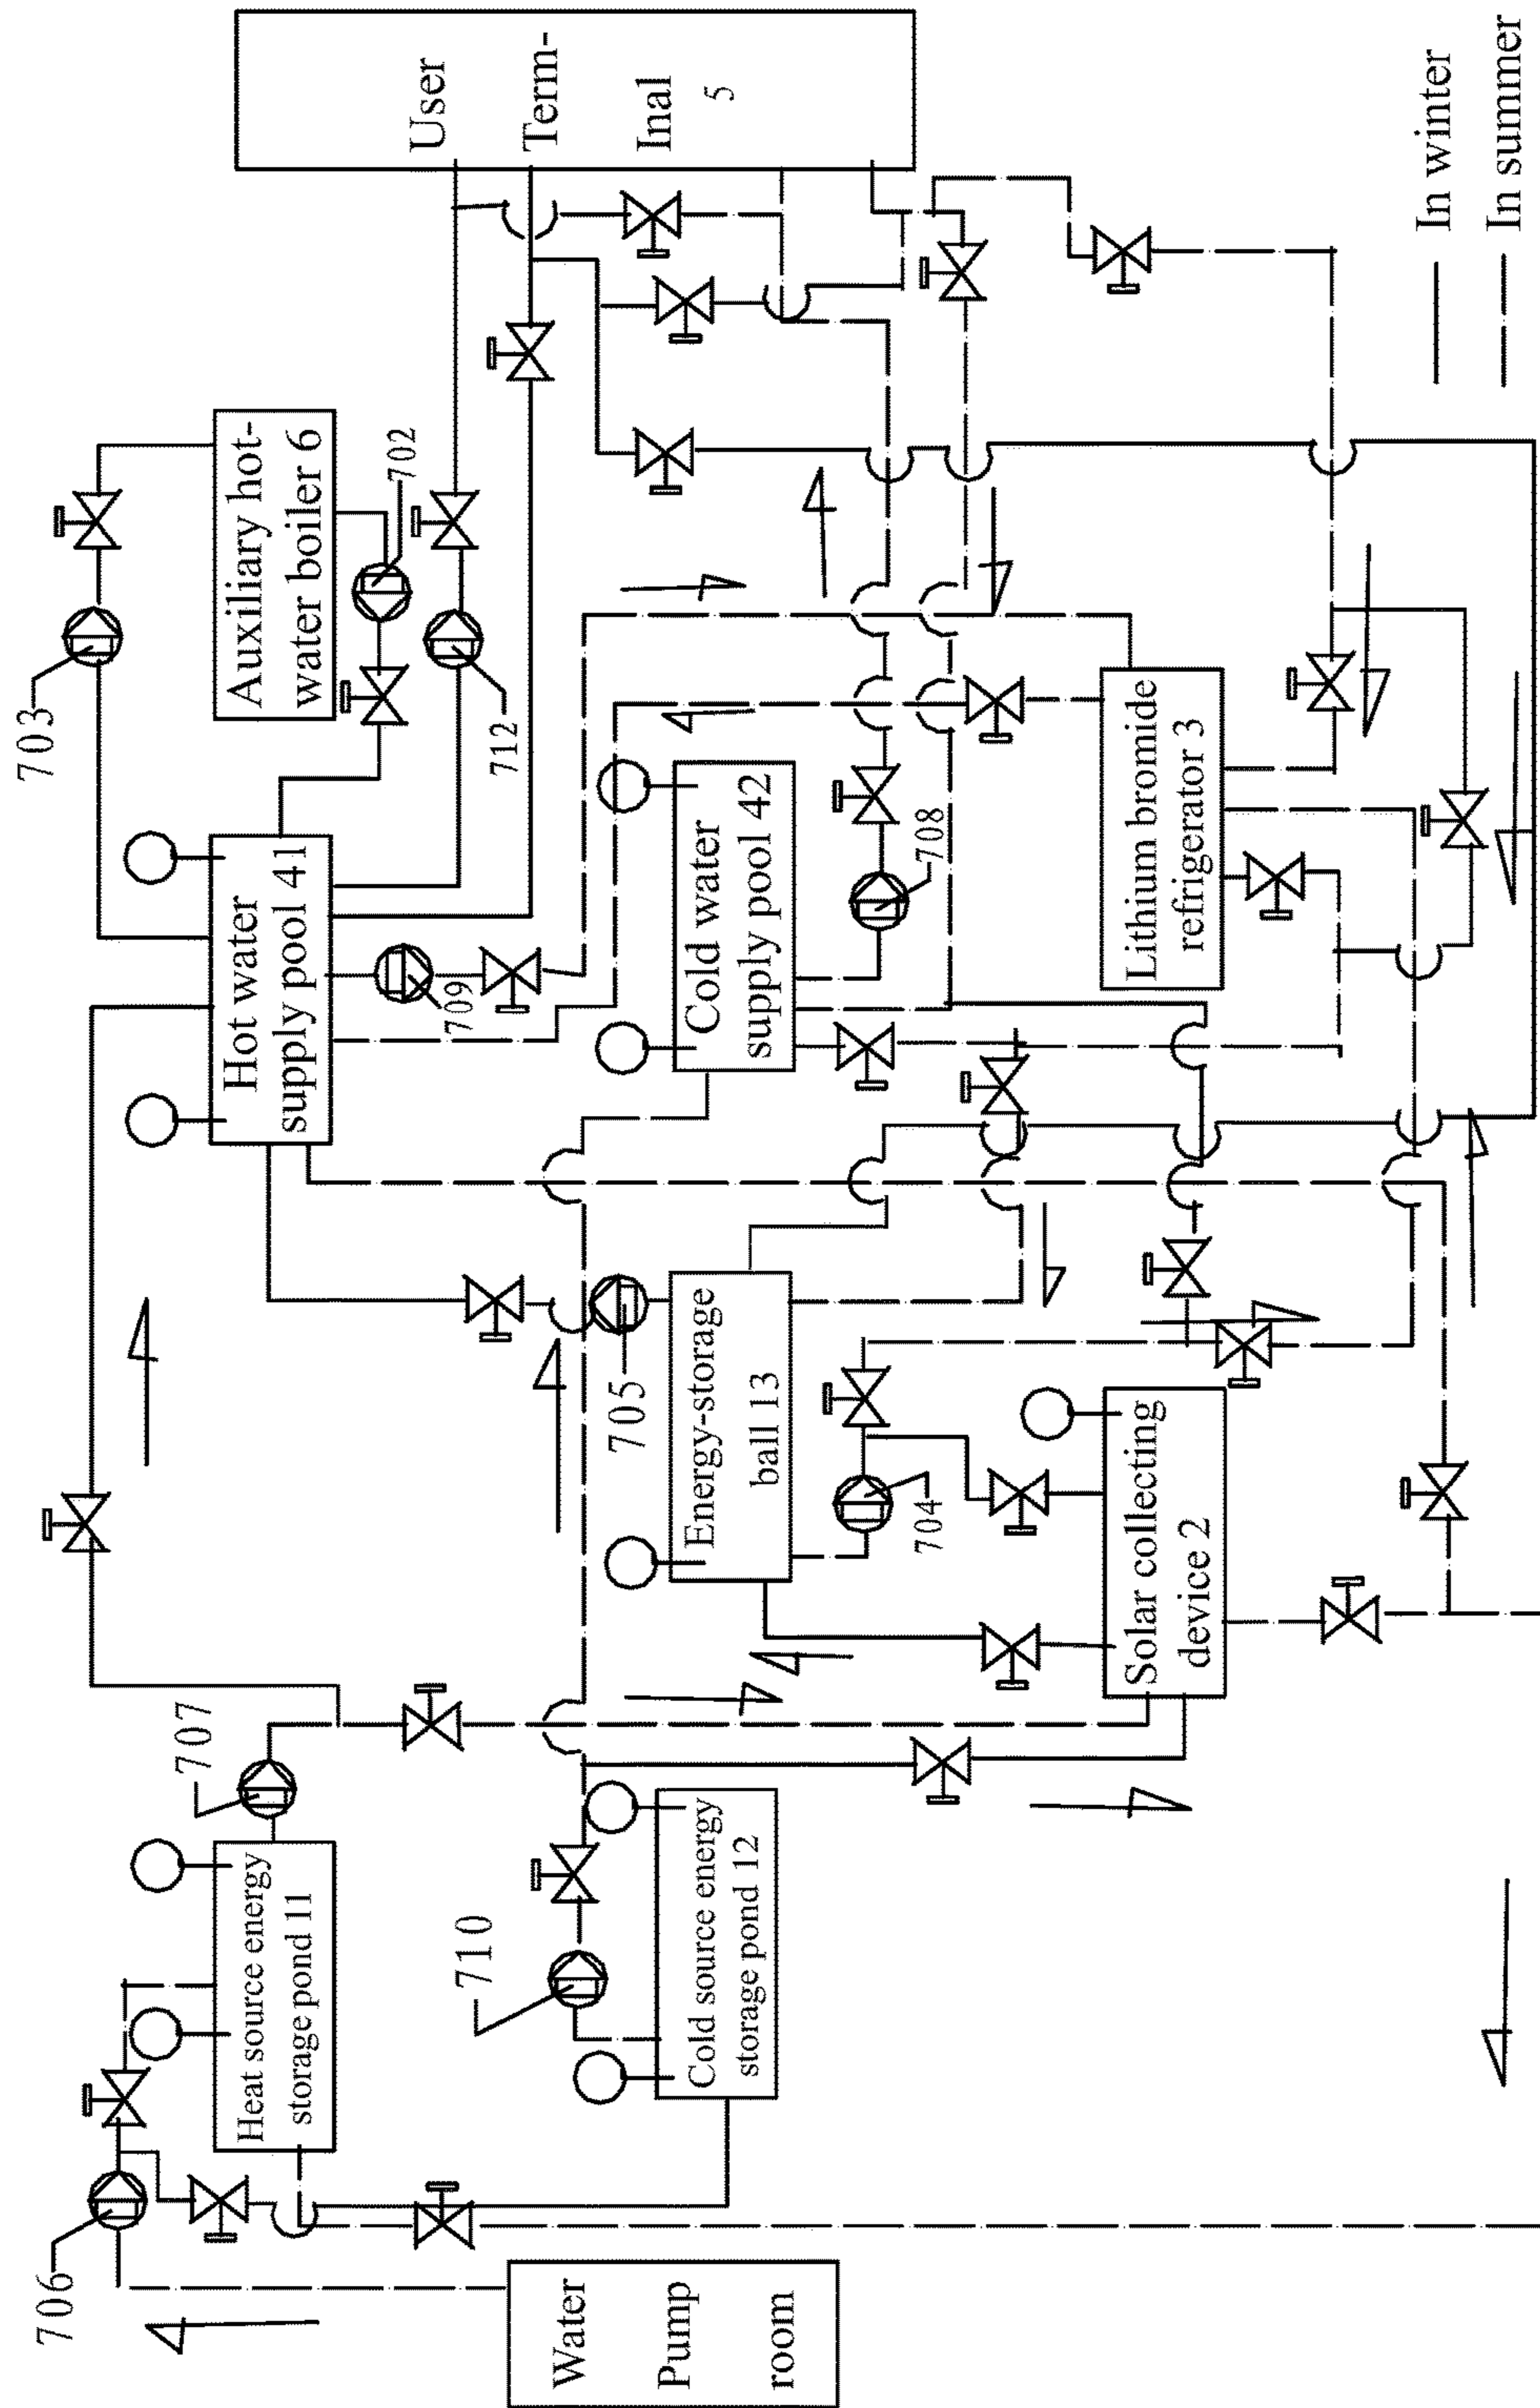 User
Term-
Inal
5
In winter
In summer
Auxiliary hot-
water boiler 6
703
702
712
Hot water
supply pool 41
709
Cold water
supply pool 42
708
Lithium bromide
refrigerator 3
705
Energy-storage
ball 13
704
Solar collecting
device 2
707
Heat source energy
storage pond 11
710
Cold source energy
storage pond 12
706
Water
Pump
room